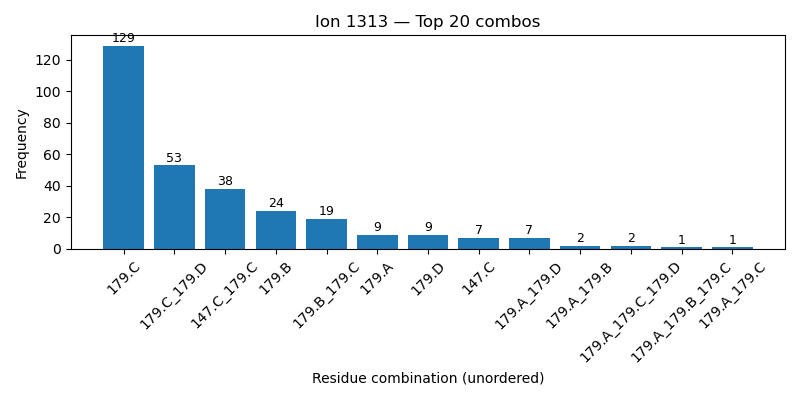 Ion 1313 — Top 20 combos
129
53
38
24
19
9
9
7
7
2
2
1
1
Frequency
120
100
80
60
40
20
0
179.C
179.C_179.D
147.C_179.C
179.B
179.B_179.C
179.A
179.D
147.C
179.A_179.D
179.A_179.B
179.A_179.C_179.D
179.A_179.B_179.C
179.A_179.C
Residue combination (unordered)